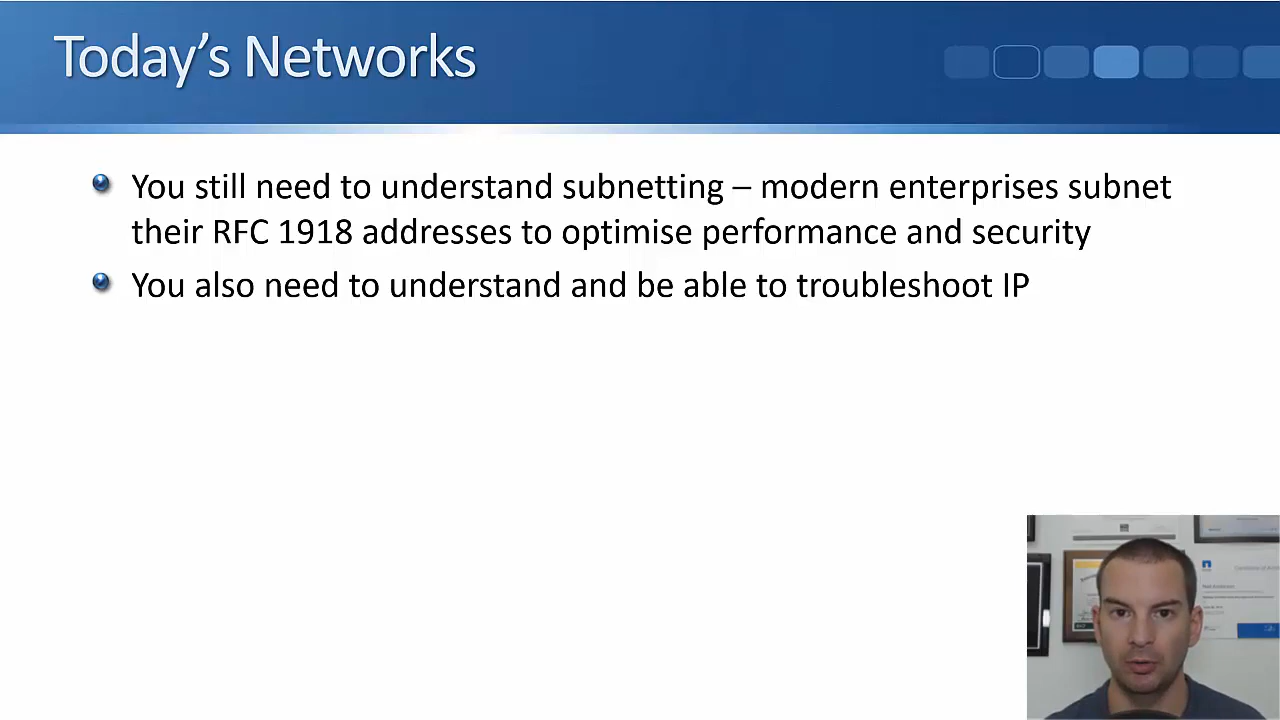 Today's Networks
You still need to understand subnetting – modern enterprises subnet
their RFC 1918 addresses to optimise performance and security
You also need to understand and be able to troubleshoot IP